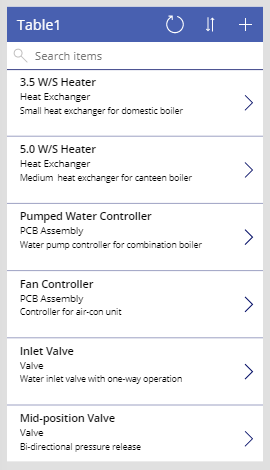 Table1
Search items
3.5 W/S Heater
Heat Exchanger
Small heat exchanger for domestic boiler
5.0 W/S Heater
Heat Exchanger
Medium heat exchanger for canteen boiler
Pumped Water Controller
PCB Assembly
Water pump controller for combination boiler
Fan Controller
PCB Assembly
Controller for air-con unit
Inlet Valve
Valve
Water inlet valve with one-way operation
Mid-position Valve
Valve
Bi-directional pressure release